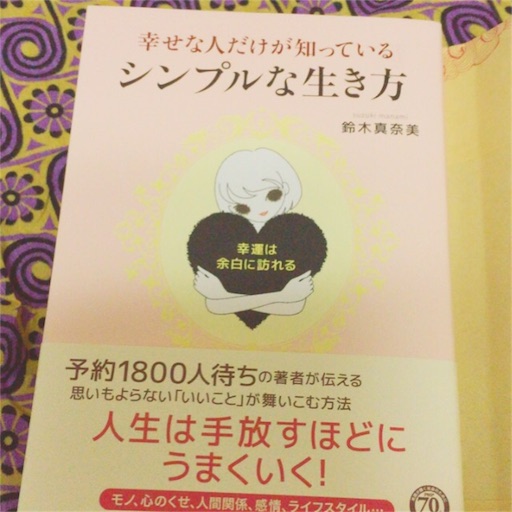 幸せな人だけが知っている
シンプルな生き方
suzuki manami
鈴木真奈美
幸運は
余白に訪れる
予約1800人待ちの著者が伝える
思いもよらない「いいこと」が舞いこむ方法
人生は手放すほどに
うまくいく!
モノ、心のくせ、人間関係、感情、ライフスタイル…
70